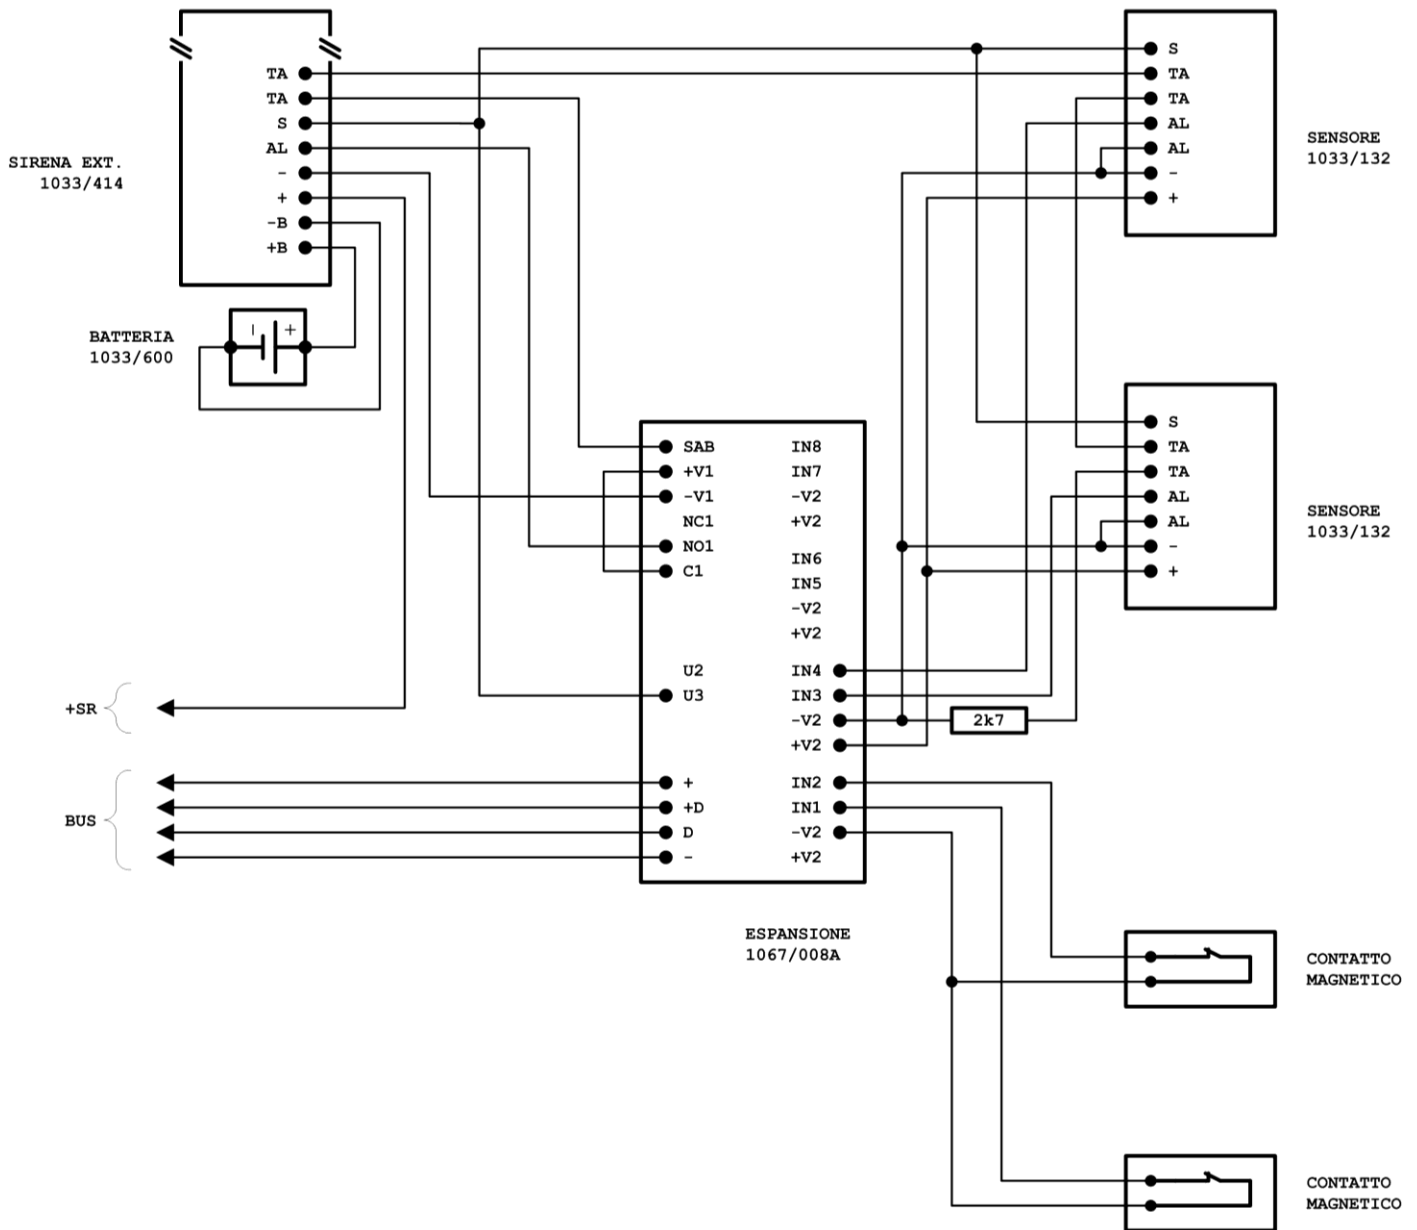 TA
TA
S
AL
-
+
-B
+B
SIRENA EXT.
1033/414
BATTERIA
1033/600
- +
S
TA
TA
AL
AL
-
+
SENSORE
1033/132
S
TA
TA
AL
AL
-
+
SENSORE
1033/132
SAB
+V1
-V1
NC1
NO1
C1
U2
U3
+
+D
D
-
IN8
IN7
-V2
+V2
IN6
IN5
-V2
+V2
IN4
IN3
-V2
+V2
IN2
IN1
-V2
+V2
2k7
+SR
BUS
ESPANSIONE
1067/008A
CONTATTO
MAGNETICO
CONTATTO
MAGNETICO